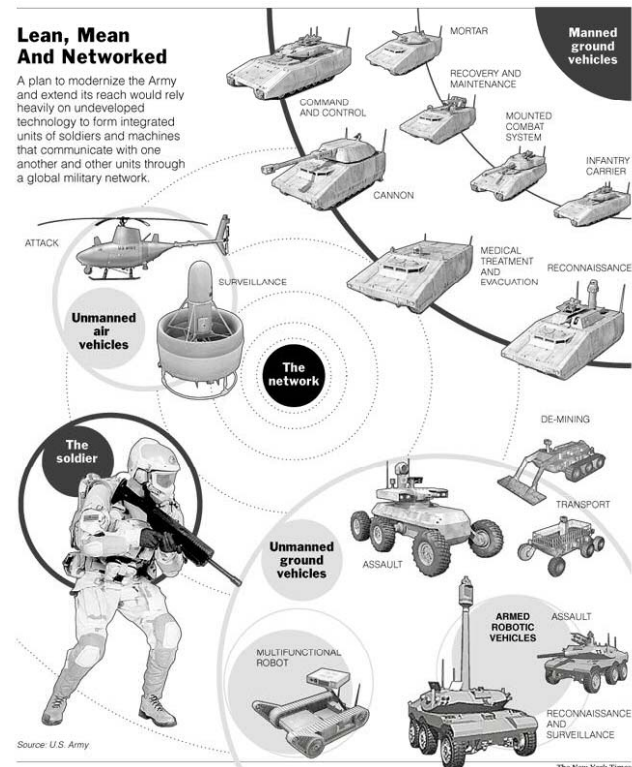 Lean, Mean
And Networked
A plan to modernize the Army
and extend its reach would rely
heavily on undeveloped
technology to form integrated
units of soldiers and machines
that communicate with one
another and other units through
a global military network.
Manned
ground
vehicles
MORTAR
COMMAND
AND CONTROL
RECOVERY AND
MAINTENANCE
MOUNTED
COMBAT
SYSTEM
INFANTRY
CARRIER
CANNON
MEDICAL
TREATMENT
AND
EVACUATION
RECONNAISSANCE
ATTACK
SURVEILLANCE
Unmanned
air
vehicles
The
network
The
soldier
DE-MINING
TRANSPORT
ASSAULT
Unmanned
ground
vehicles
ARMED
ROBOTIC
VEHICLES
ASSAULT
MULTIFUNCTIONAL
ROBOT
RECONNAISSANCE
AND
SURVEILLANCE
Source: U.S. Army
The New York Times